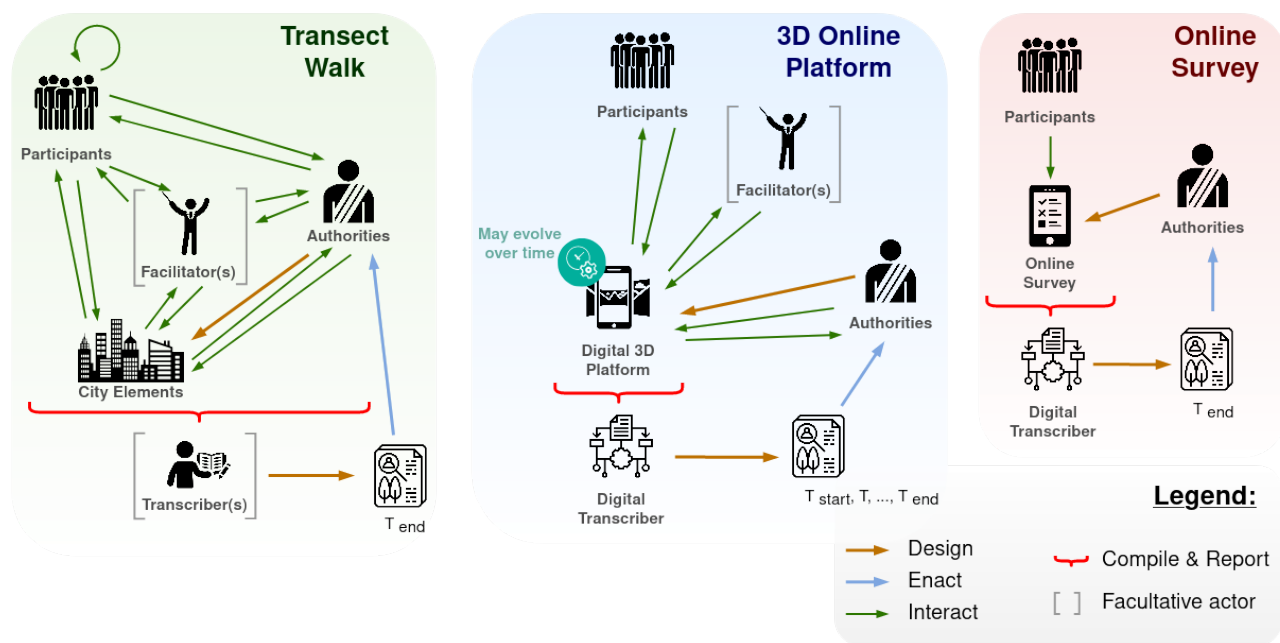 Transect
Walk
Participants
Authorities
Facilitator(s)
City Elements
Transcriber(s)
T end
3D Online
Platform
Participants
Facilitator(s)
May evolve
over time
Authorities
Digital 3D
Platform
Digital
Transcriber
T start, T, ..., T end
Online
Survey
Participants
Authorities
Online
Survey
Digital
Transcriber
T end
Legend:
Design
Enact
Interact
Compile & Report
[ ] Facultative actor